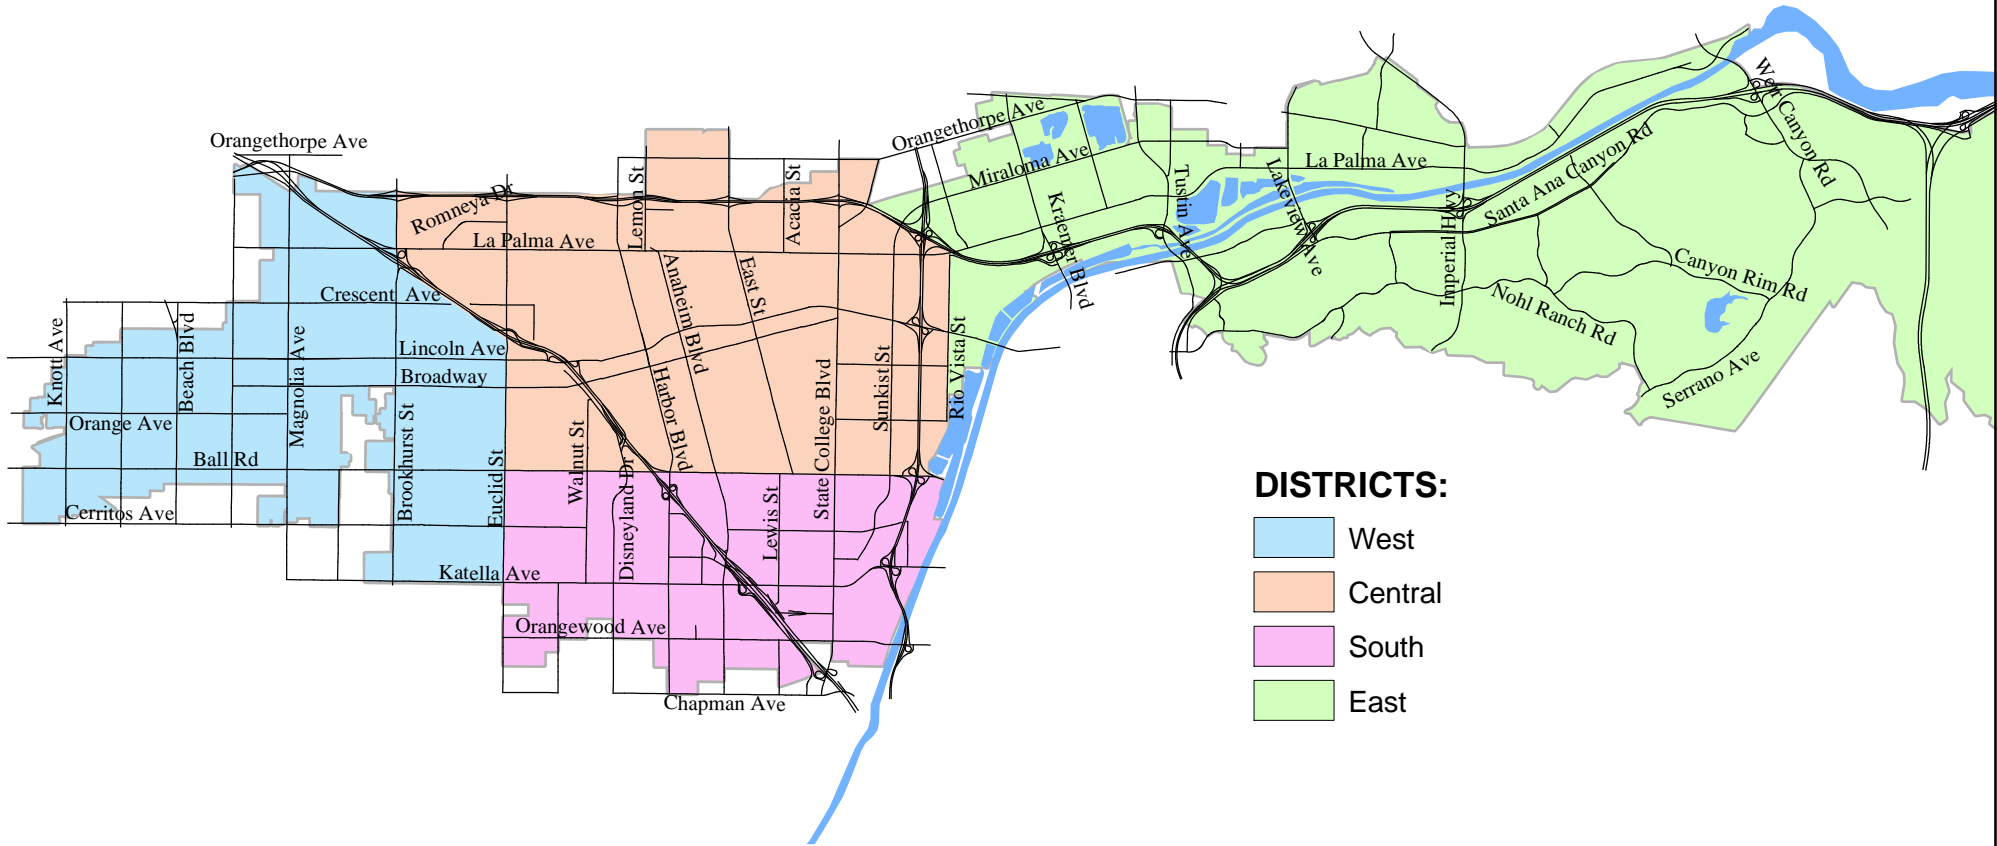 Orangethorpe Ave
Romneya Dr
La Palma Ave
Lemon St
Acacia St
Anaheim Blvd
East St
Crescent Ave
Lincoln Ave
Broadway
Knott Ave
Beach Blvd
Magnolia Ave
Orange Ave
Ball Rd
Cerritos Ave
Brookhurst St
Euclid St
Walnut St
Disneyland Dr
Harbor Blvd
Lewis St
State College Blvd
Sunkist St
Rio Vista St
Katella Ave
Orangewood Ave
Chapman Ave
Orangethorpe Ave
Miraloma Ave
Kraemer Blvd
Tustin Ave
Lakeview Ave
La Palma Ave
Imperial Hwy
Santa Ana Canyon Rd
Weir Canyon Rd
Canyon Rim Rd
Nohl Ranch Rd
Serrano Ave
DISTRICTS:
West
Central
South
East